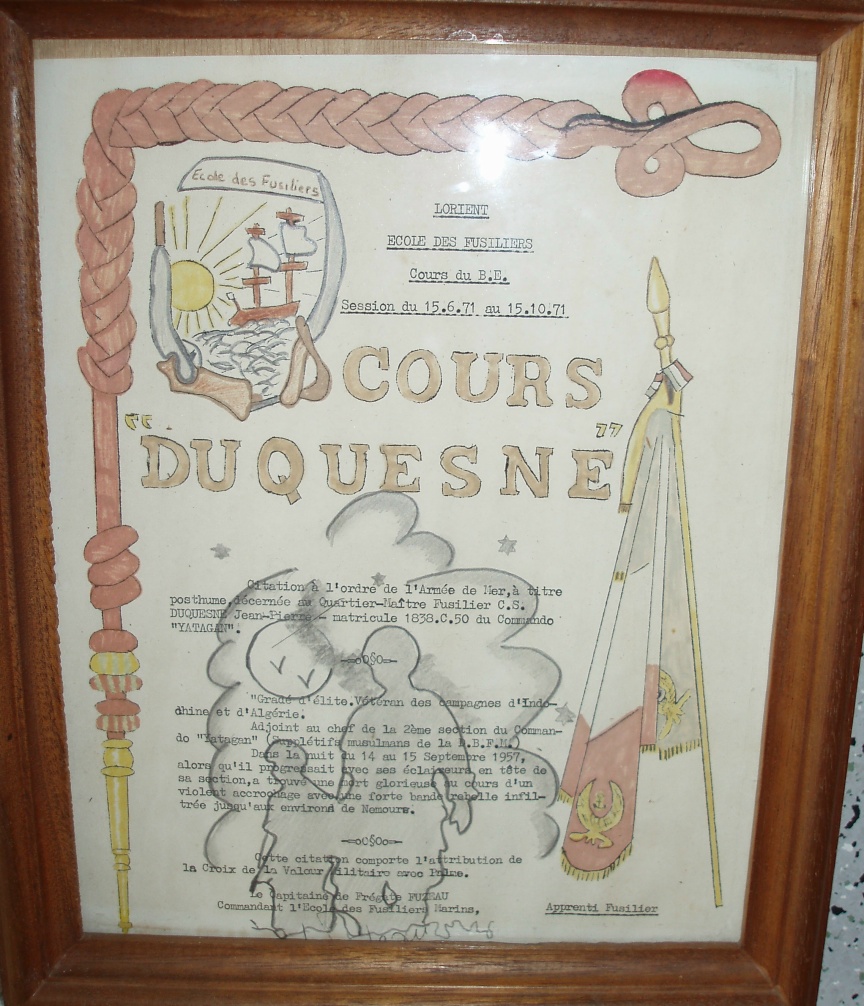 Ecole des Fusiliers
LORIENT
ECOLE DES FUSILIERS
Cours du B.E.
Session du 15.6.71 au 15.10.71
COURS
"DUQUESNE"
Citation à l'ordre de l'Armée de Mer,à titre
posthume,décernée au Quartier-Maître Fusilier C.S.
DUQUESNE Jean-Pierre - matricule 1838.C.50 du Commando
"YATAGAN".
"Gradé d'élite.Vétéran des campagnes d'Indo-
dhine et d'Algérie.
Adjoint au chef de la 2ème section du Comman-
do "Yatagan" (Supplétifs musulmans de la D.B.F.M.)
Dans la nuit du 14 au 15 Septembre 1957,
alors qu'il progressait avec ses éclaireurs en tête de
sa section,a trouvé une mort glorieuse au cours d'un
violent accrochage avec une forte bande rebelle infil-
trée jusqu'aux environs de Nemours.
Cette citation comporte l'attribution de
la Croix de la Valeur Militaire avec Palme.
Le Capitaine de Frégate FUZEAU
Commandant l'Ecole des Fusiliers Marins,
Apprenti Fusilier